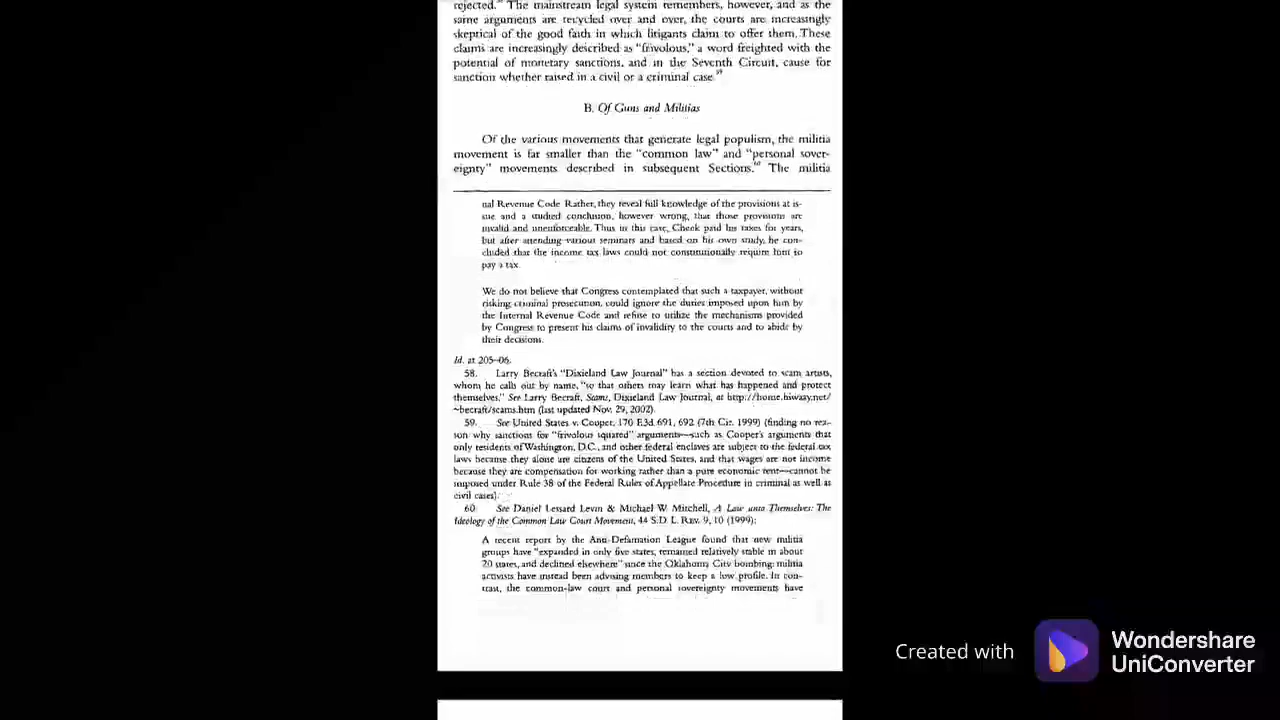 rejected.58 The mainstream legal system remembers, however, and as the
same arguments are recycled over and over, the courts are increasingly
skeptical of the good faith in which litigants claim to offer them. These
claims are increasingly described as "frivolous," a word freighted with the
potential of monetary sanctions, and in the Seventh Circuit, cause for
sanction whether raised in a civil or a criminal case.59
B. Of Guns and Militias
Of the various movements that generate legal populism, the militia
movement is far smaller than the "common law" and "personal sover-
eignty" movements described in subsequent Sections.60 The militia
nal Revenue Code Rather, they reveal full knowledge of the provisions at is-
sue and a studied conclusion, however wrong, that those provisions are
invalid and unenforceable. Thus in this case, Cheek paid his taxes for years,
but after attending various seminars and based on his own study, he con-
cluded that the income tax laws could not constitutionally require him to
pay a tax.
We do not believe that Congress contemplated that such a taxpayer, without
risking criminal prosecution, could ignore the duties imposed upon him by
the Internal Revenue Code and refuse to utilize the mechanisms provided
by Congress to present his claims of invalidity to the courts and to abide by
their decisions.
Id. at 205–06.
58. Larry Becraft's "Dixieland Law Journal" has a section devoted to scam artists,
whom he calls out by name, "so that others may learn what has happened and protect
themselves." See Larry Becraft, Scams, Dixieland Law Journal, at http://home.hiwaay.net/
~becraft/scams.htm (last updated Nov. 29, 2002).
59. See United States v. Cooper, 170 F.3d 691, 692 (7th Cir. 1999) (finding no rea-
son why sanctions for "frivolous squared" arguments—such as Cooper's arguments that
only residents of Washington, D.C., and other federal enclaves are subject to the federal tax
laws because they alone are citizens of the United States, and that wages are not income
because they are compensation for working rather than a pure economic rent—cannot be
imposed under Rule 38 of the Federal Rules of Appellate Procedure in criminal as well as
civil cases).
60. See Daniel Lessard Levin & Michael W. Mitchell, A Law unto Themselves: The
Ideology of the Common Law Court Movement, 44 S.D. L. REV. 9, 10 (1999):
A recent report by the Anti-Defamation League found that new militia
groups have "expanded in only five states, remained relatively stable in about
20 states, and declined elsewhere" since the Oklahoma City bombing; militia
activists have instead been advising members to keep a low profile. In con-
trast, the common-law court and personal sovereignty movements have
Created with
Wondershare
UniConverter